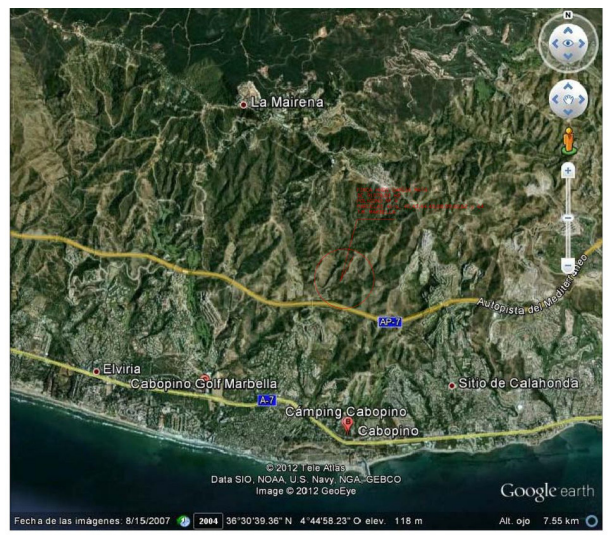 N
La Mairena
Autopista del Mediterráneo
AP-7
Elviria
Cabopino Golf Marbella
Sitio de Calahonda
A-7
Camping Cabopino
B
Cabopino
© 2012 Tele Atlas
Data SIO, NOAA, U.S. Navy, NGA, GEBCO
Image © 2012 GeoEye
Google earth
Fecha de las imágenes: 8/15/2007 2004 36°30'39.36" N 4°44'58.23" O elev. 118 m Alt. ojo 7.55 km